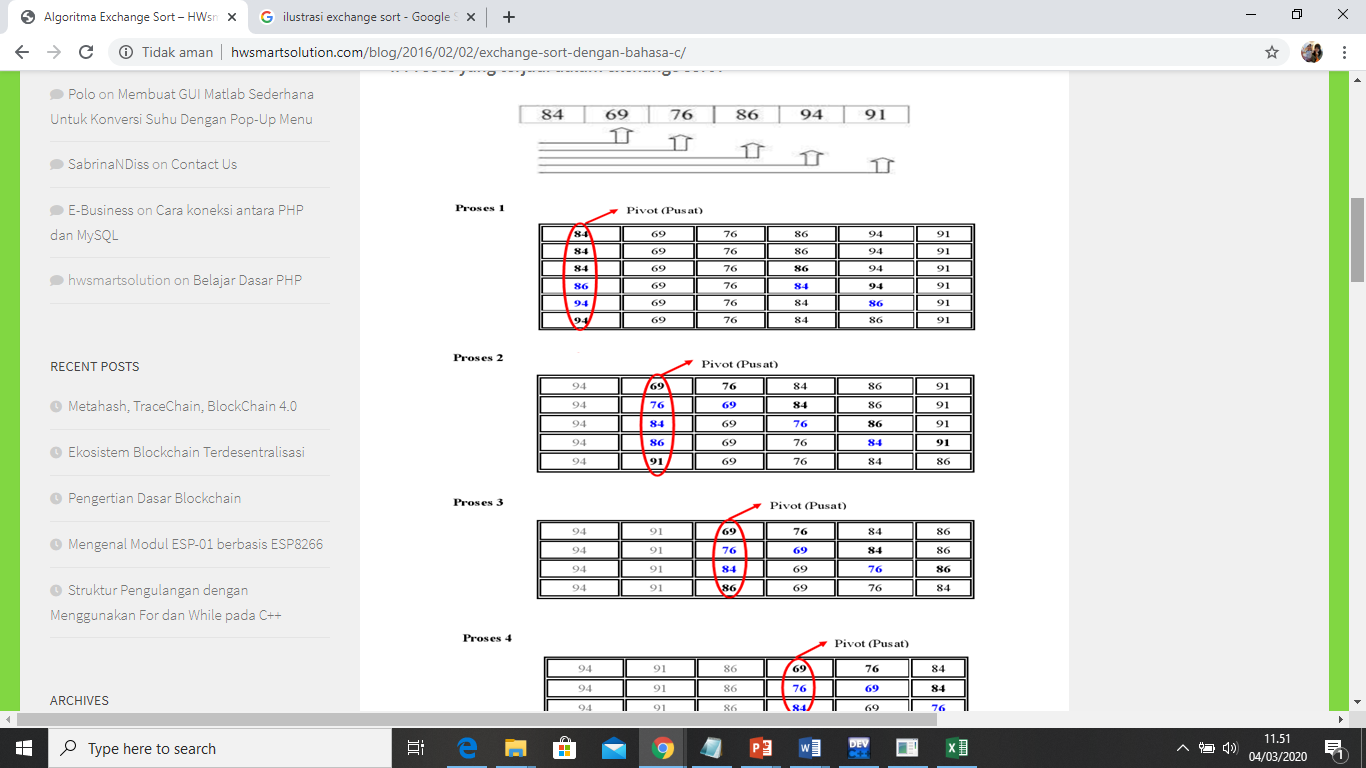 Algoritma Exchange Sort – HWsm
ilustrasi exchange sort - Google S
Tidak aman
hwsmartsolution.com/blog/2016/02/02/exchange-sort-dengan-bahasa-c/
Polo on Membuat GUI Matlab Sederhana
Untuk Konversi Suhu Dengan Pop-Up Menu
SabrinaNDiss on Contact Us
E-Business on Cara koneksi antara PHP
dan MySQL
hwsmartsolution on Belajar Dasar PHP
RECENT POSTS
Metahash, TraceChain, BlockChain 4.0
Ekosistem Blockchain Terdesentralisasi
Pengertian Dasar Blockchain
Mengenal Modul ESP-01 berbasis ESP8266
Struktur Pengulangan dengan
Menggunakan For dan While pada C++
ARCHIVES
84 69 76 86 94 91
Proses 1
Pivot (Pusat)
84 69 76 86 94 91
84 69 76 86 94 91
84 69 76 86 94 91
86 69 76 84 94 91
94 69 76 84 86 91
94 69 76 84 86 91
Proses 2
Pivot (Pusat)
94 69 76 84 86 91
94 76 69 84 86 91
94 84 69 76 86 91
94 86 69 76 84 91
94 91 69 76 84 86
Proses 3
Pivot (Pusat)
94 91 69 76 84 86
94 91 76 69 84 86
94 91 84 69 76 86
94 91 86 69 76 84
Proses 4
Pivot (Pusat)
94 91 86 69 76 84
94 91 86 76 69 84
94 91 86 84 69 76
Type here to search
DEV
11.51
04/03/2020
1